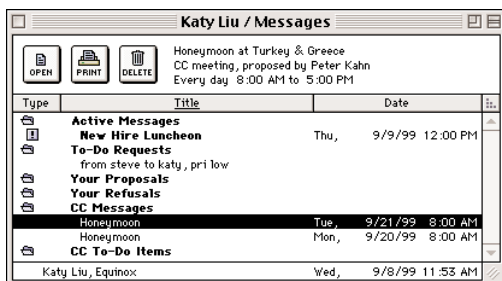 Katy Liu / Messages
OPEN PRINT DELETE
Honeymoon at Turkey & Greece
CC meeting, proposed by Peter Kahn
Every day 8:00 AM to 5:00 PM
Type Title Date
Active Messages
New Hire Luncheon Thu, 9/9/99 12:00 PM
To-Do Requests
from steve to katy, pri low
Your Proposals
Your Refusals
CC Messages
Honeymoon Tue, 9/21/99 8:00 AM
Honeymoon Mon, 9/20/99 8:00 AM
CC To-Do Items
Katy Liu, Equinox Wed, 9/8/99 11:53 AM